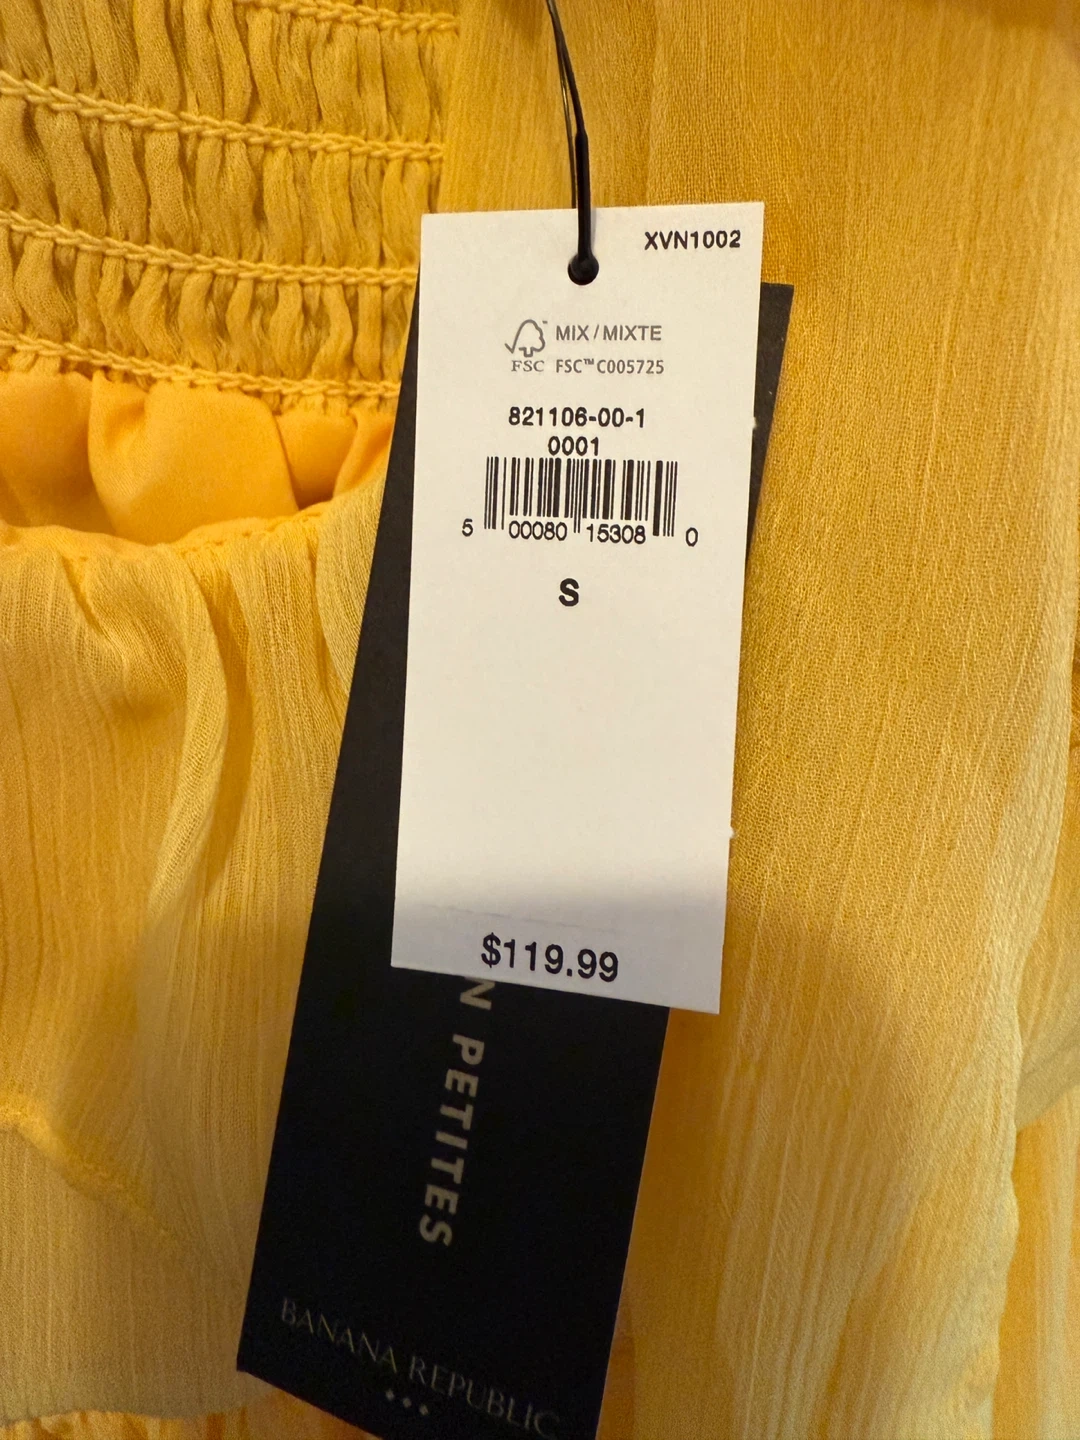 XVN1002
MIX / MIXTE
FSC FSC™ C005725
821106-00-1
0001
5 00080 15308 0
S
$119.99
N PETITES
BANANA REPUBLIC